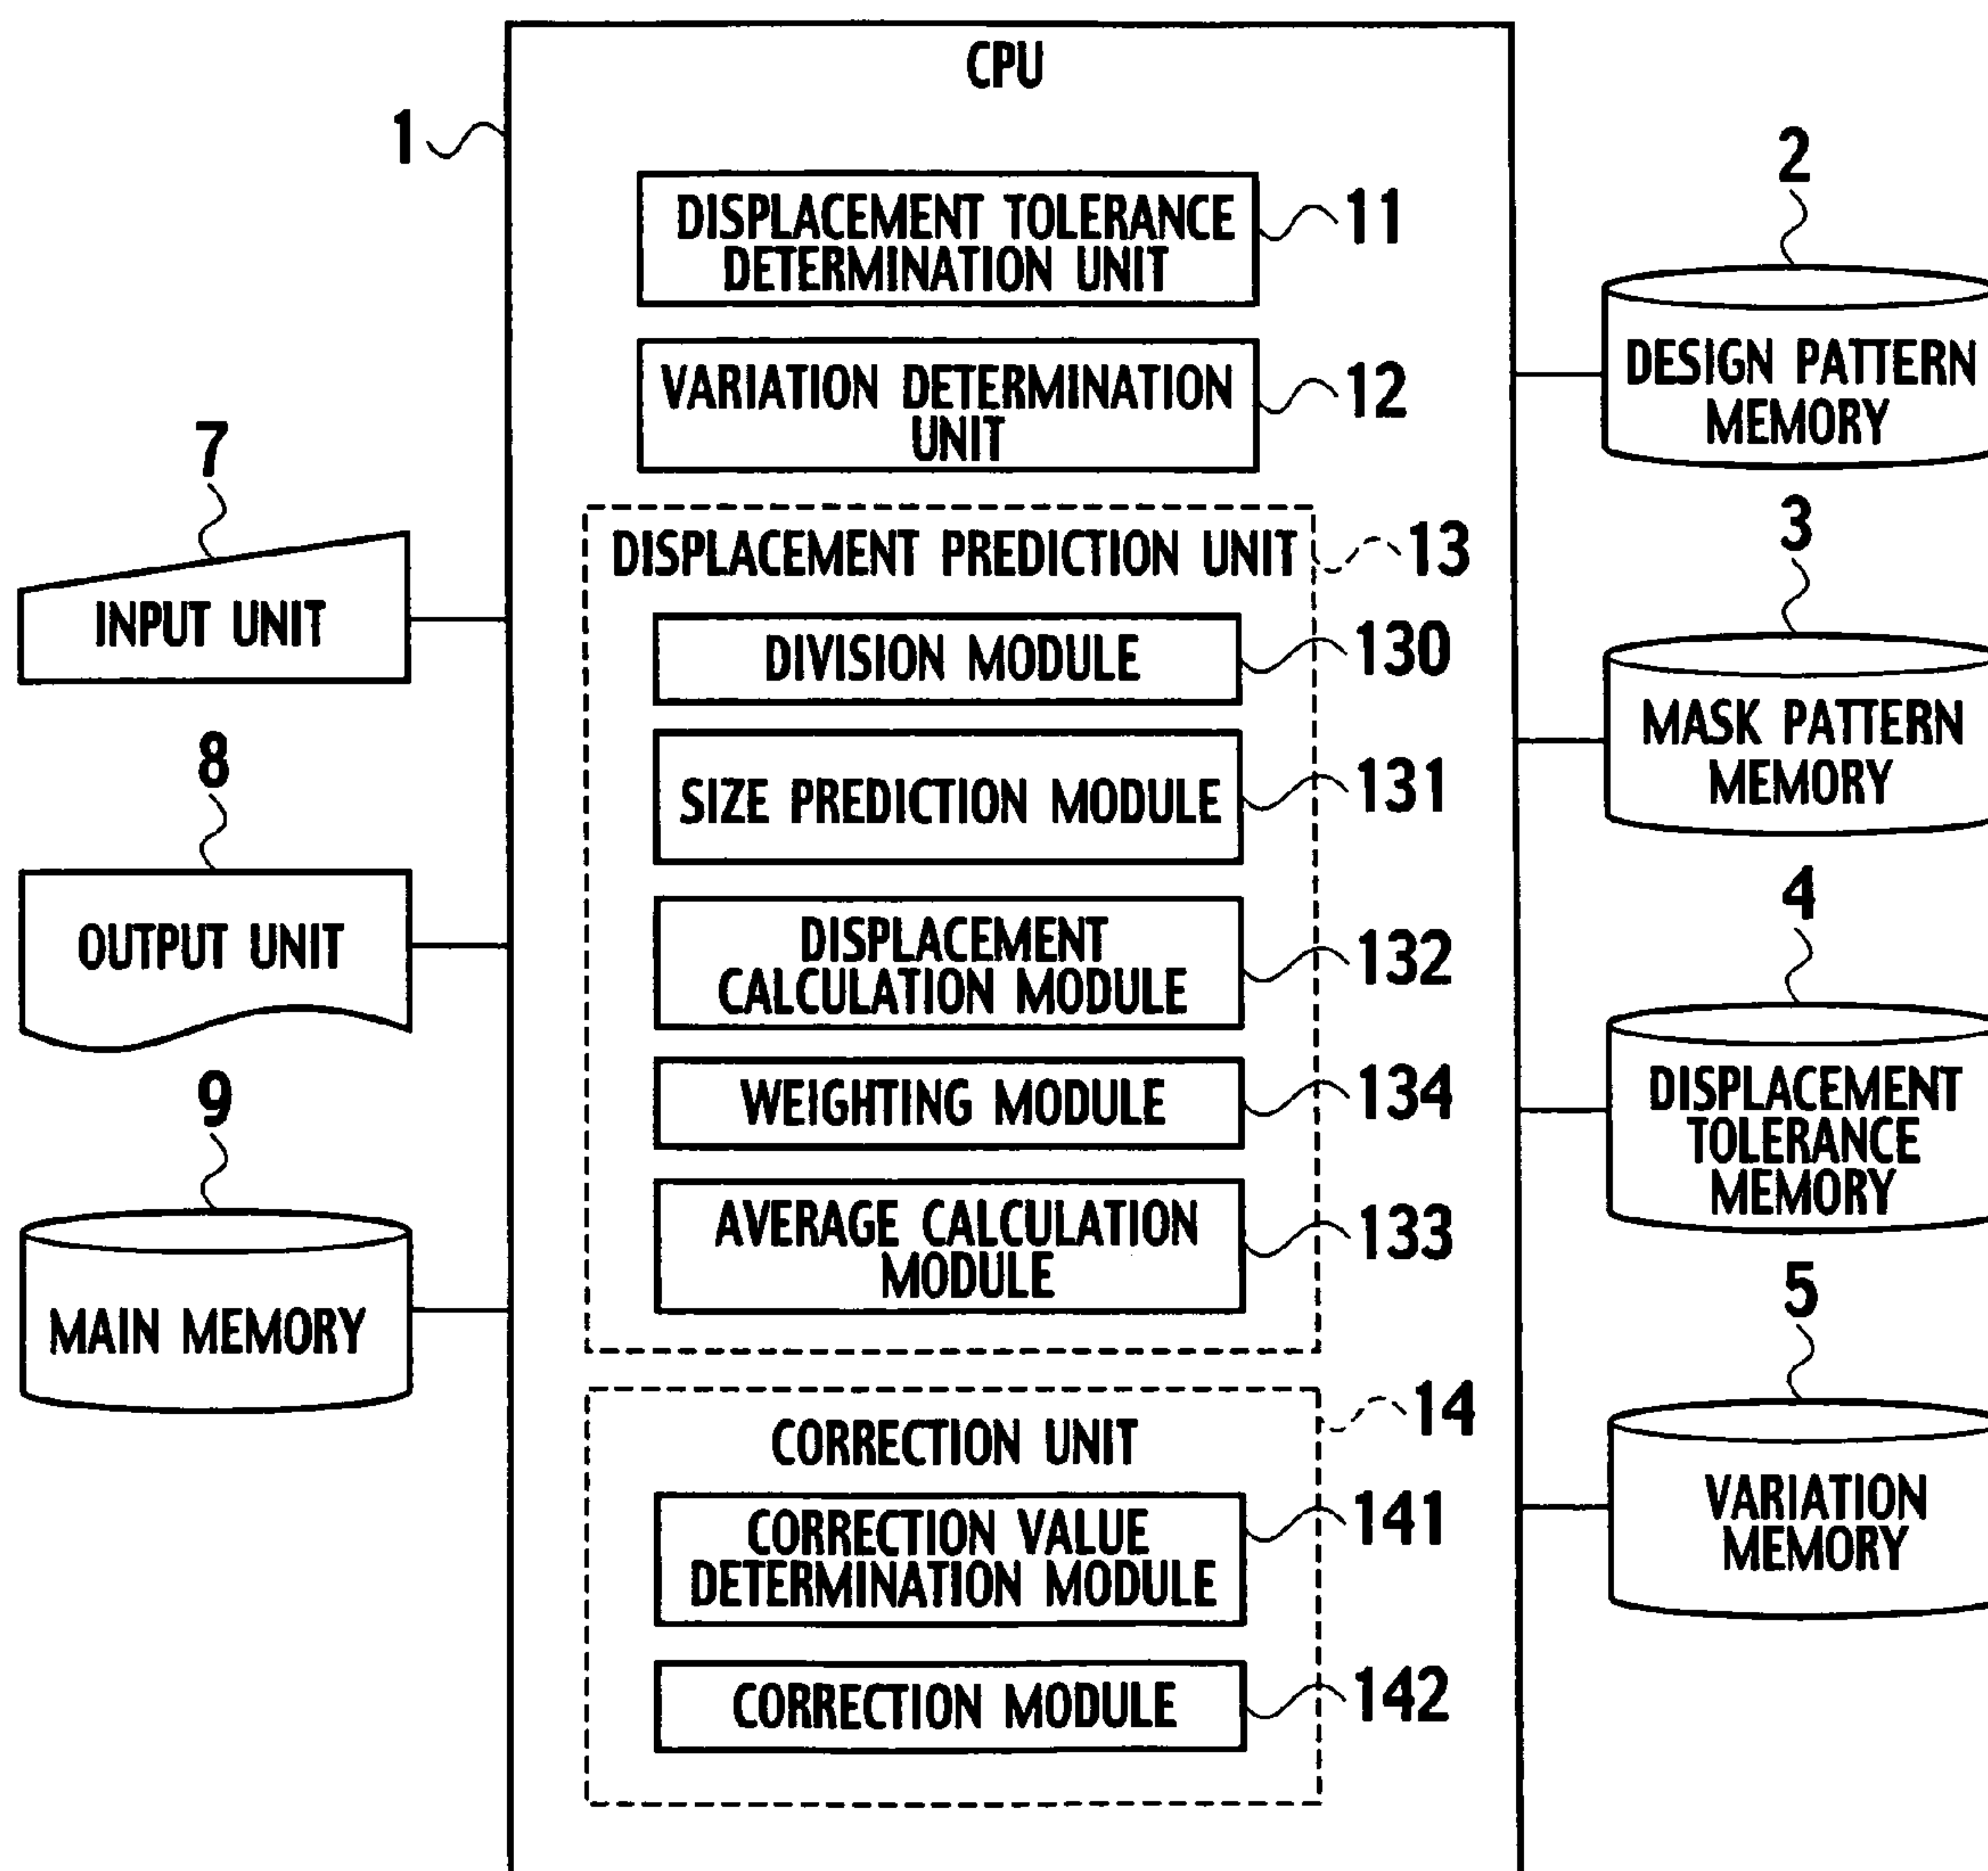 CPU
1
DISPLACEMENT TOLERANCE
DETERMINATION UNIT
11
VARIATION DETERMINATION
UNIT
12
DISPLACEMENT PREDICTION UNIT
13
DIVISION MODULE
130
SIZE PREDICTION MODULE
131
DISPLACEMENT
CALCULATION MODULE
132
WEIGHTING MODULE
134
AVERAGE CALCULATION
MODULE
133
CORRECTION UNIT
14
CORRECTION VALUE
DETERMINATION MODULE
141
CORRECTION MODULE
142
7
INPUT UNIT
8
OUTPUT UNIT
9
MAIN MEMORY
2
DESIGN PATTERN
MEMORY
3
MASK PATTERN
MEMORY
4
DISPLACEMENT
TOLERANCE
MEMORY
5
VARIATION
MEMORY